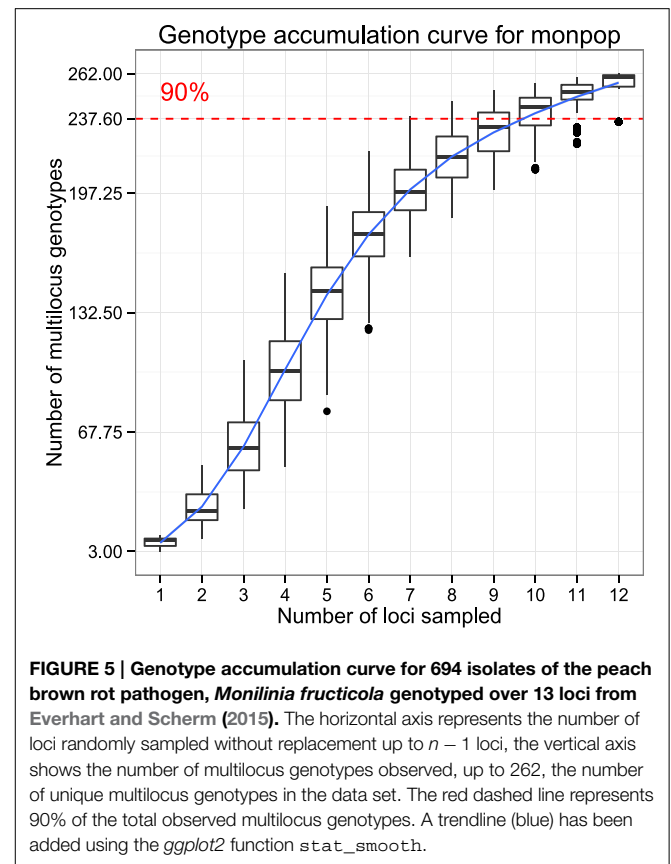 Genotype accumulation curve for monpop
262.00
90%
237.60
197.25
132.50
67.75
3.00
Number of multilocus genotypes
1 2 3 4 5 6 7 8 9 10 11 12
Number of loci sampled
FIGURE 5 | Genotype accumulation curve for 694 isolates of the peach
brown rot pathogen, Monilinia fructicola genotyped over 13 loci from
Everhart and Scherm (2015). The horizontal axis represents the number of
loci randomly sampled without replacement up to n − 1 loci, the vertical axis
shows the number of multilocus genotypes observed, up to 262, the number
of unique multilocus genotypes in the data set. The red dashed line represents
90% of the total observed multilocus genotypes. A trendline (blue) has been
added using the ggplot2 function stat_smooth.